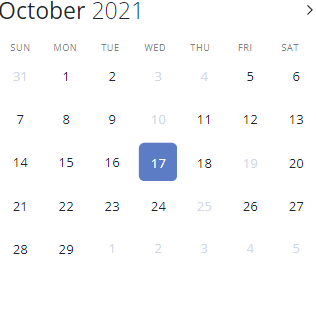 October 2021
SUN MON TUE WED THU FRI SAT
31 1 2 3 4 5 6
7 8 9 10 11 12 13
14 15 16 17 18 19 20
21 22 23 24 25 26 27
28 29 1 2 3 4 5